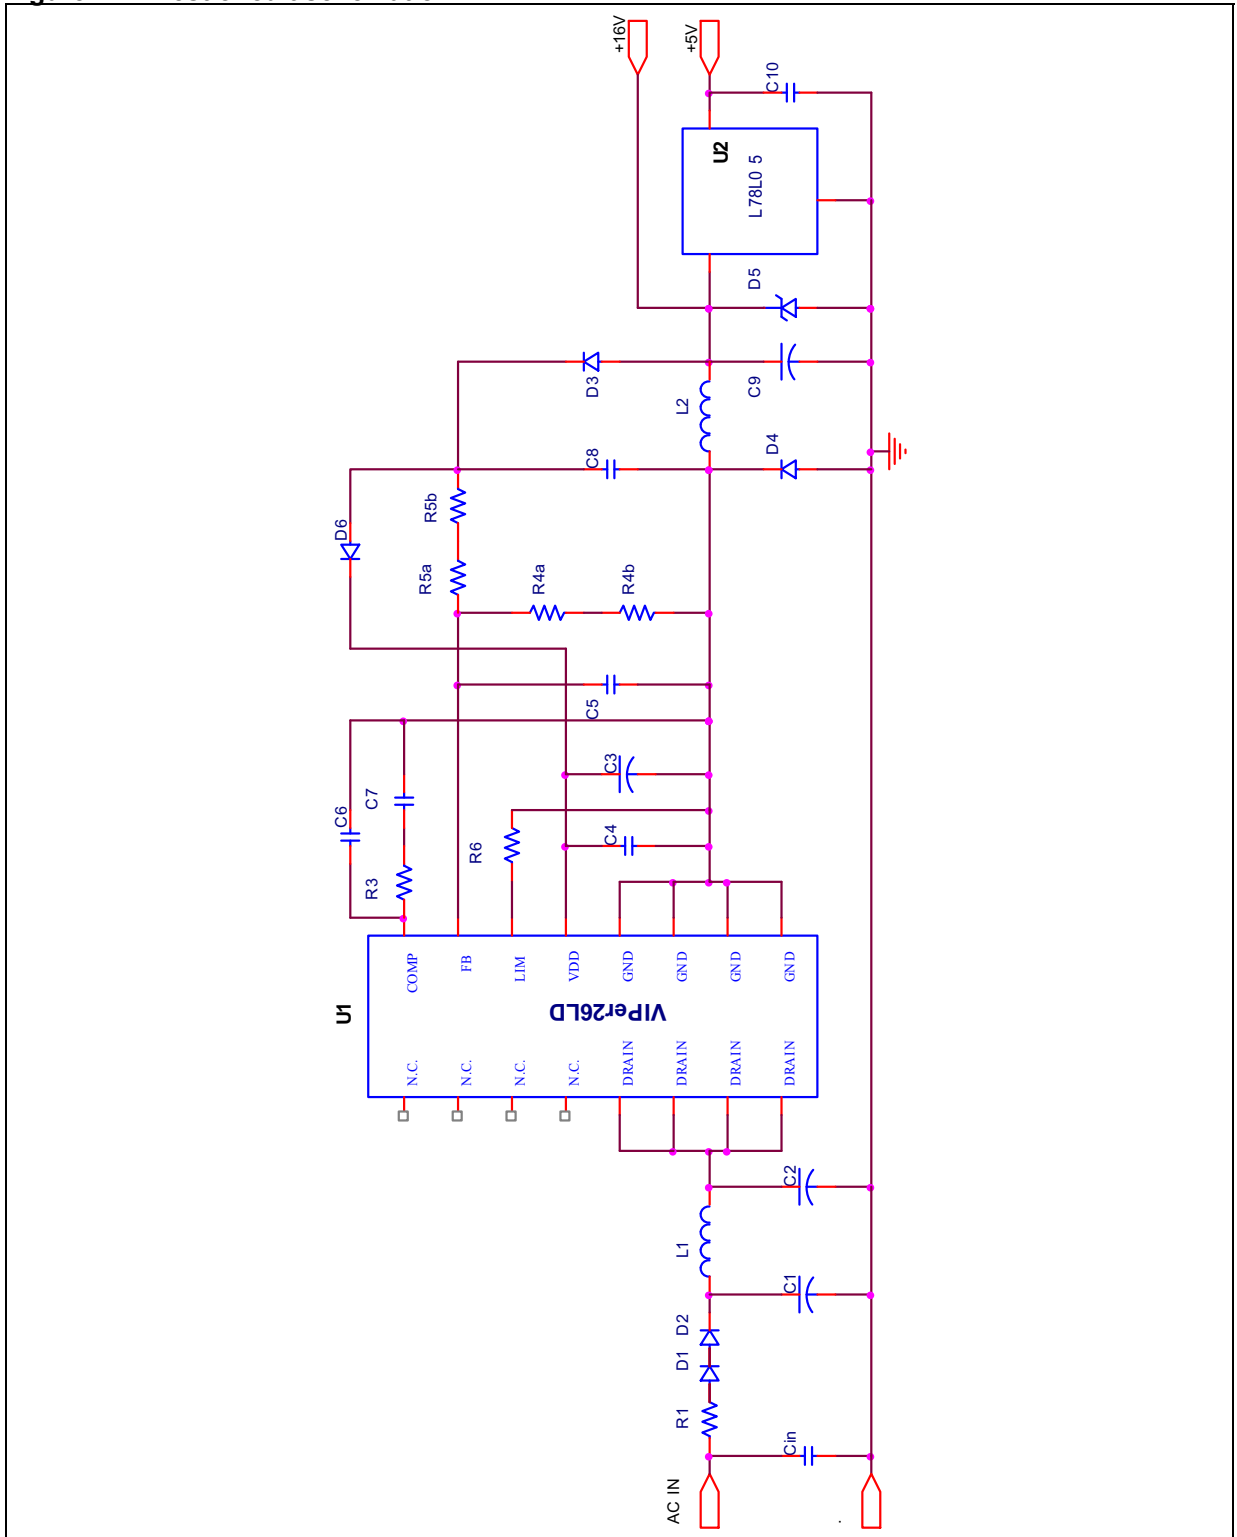 +16V
+5V
C10
U2
L78L0 5
D5
D3
C9
L2
D4
C8
D6
R5b
R5a
R4a
R4b
C5
C3
C6
C7
C4
R6
R3
U1
COMP
FB
LIM
VDD
GND
GND
GND
GND
VIPer26LD
N.C.
N.C.
N.C.
N.C.
DRAIN
DRAIN
DRAIN
DRAIN
C2
L1
C1
D2
D1
R1
Cin
AC IN
.